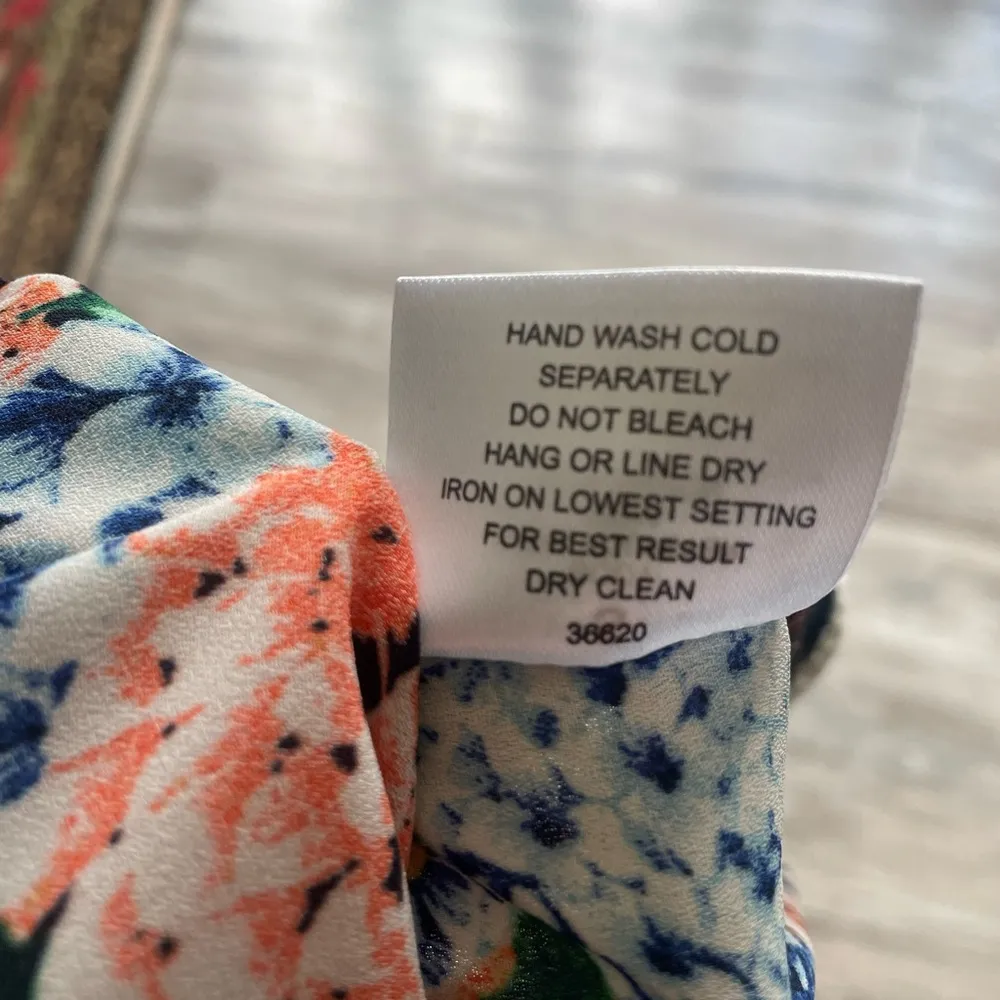 HAND WASH COLD
SEPARATELY
DO NOT BLEACH
HANG OR LINE DRY
IRON ON LOWEST SETTING
FOR BEST RESULT
DRY CLEAN
36620